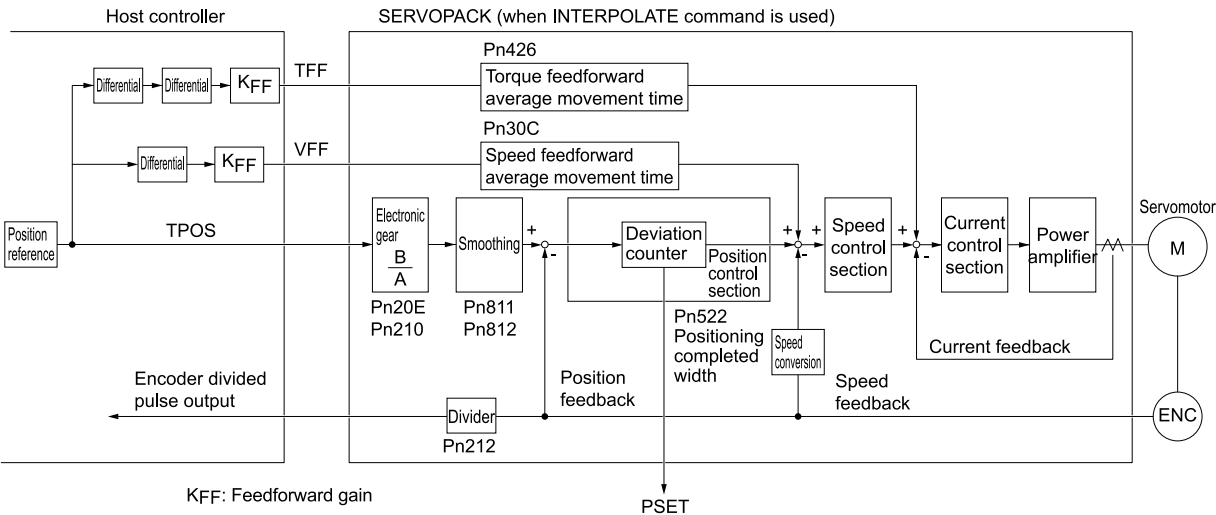 Host controller
SERVOPACK (when INTERPOLATE command is used)
Pn426
TFF
Differential
Differential
KFF
Torque feedforward
average movement time
Pn30C
VFF
Differential
KFF
Speed feedforward
average movement time
Position
reference
TPOS
Electronic
gear
B
A
Pn20E
Pn210
Smoothing
Pn811
Pn812
+
-
Deviation
counter
Position
control
section
Pn522
Positioning
completed
width
+
+
-
Speed
control
section
+
-
Current
control
section
Power
amplifier
Servomotor
M
Speed
conversion
Current feedback
Encoder divided
pulse output
Divider
Pn212
Position
feedback
Speed
feedback
ENC
KFF: Feedforward gain
PSET